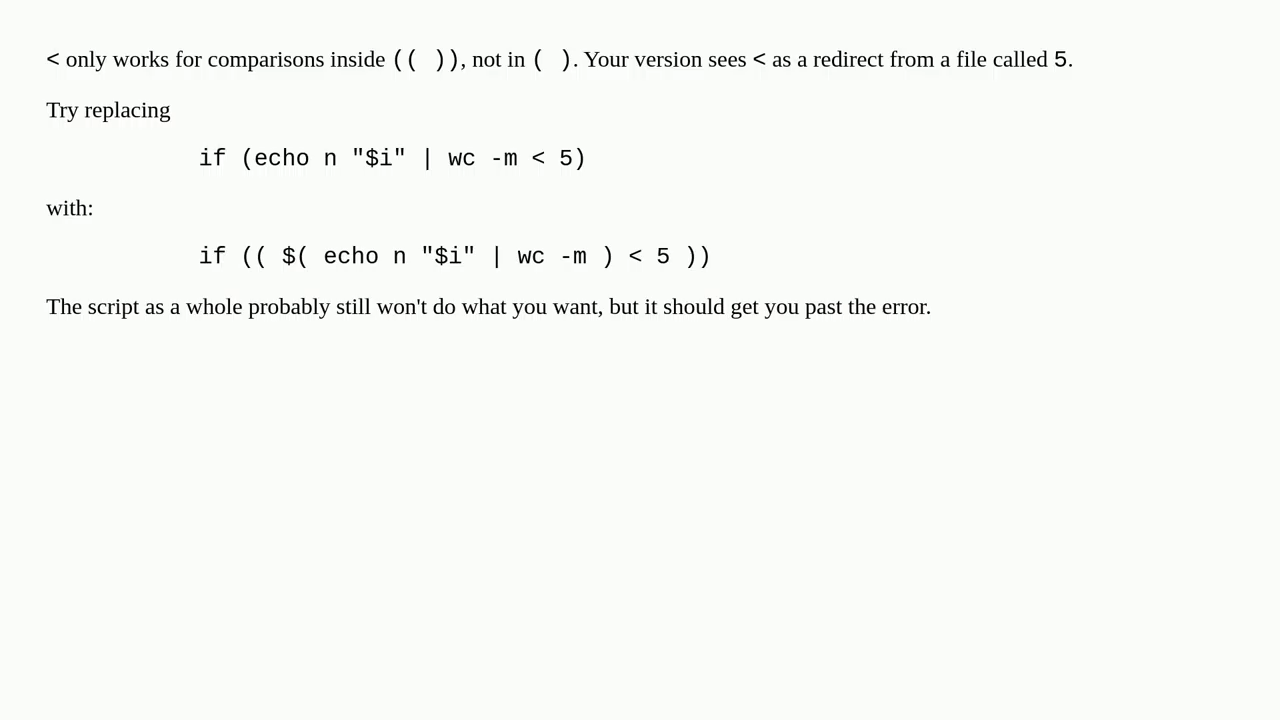 < only works for comparisons inside (( )), not in ( ). Your version sees < as a redirect from a file called 5.
Try replacing
if (echo n "$i" | wc -m < 5)
with:
if (( $( echo n "$i" | wc -m ) < 5 ))
The script as a whole probably still won't do what you want, but it should get you past the error.